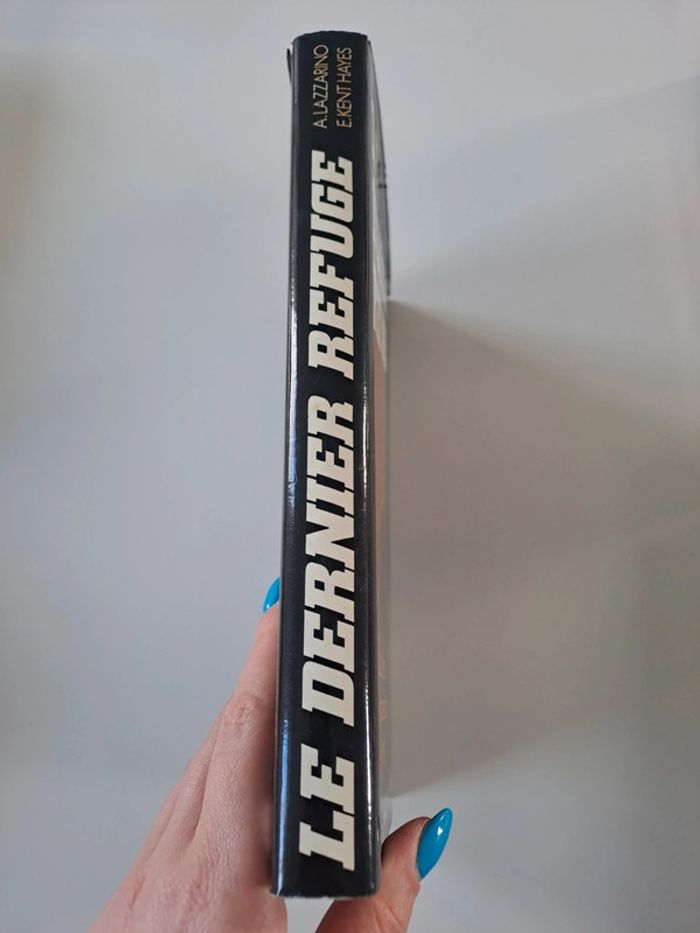 A.LAZZARINO
E.KENT HAYES
LE DERNIER REFUGE